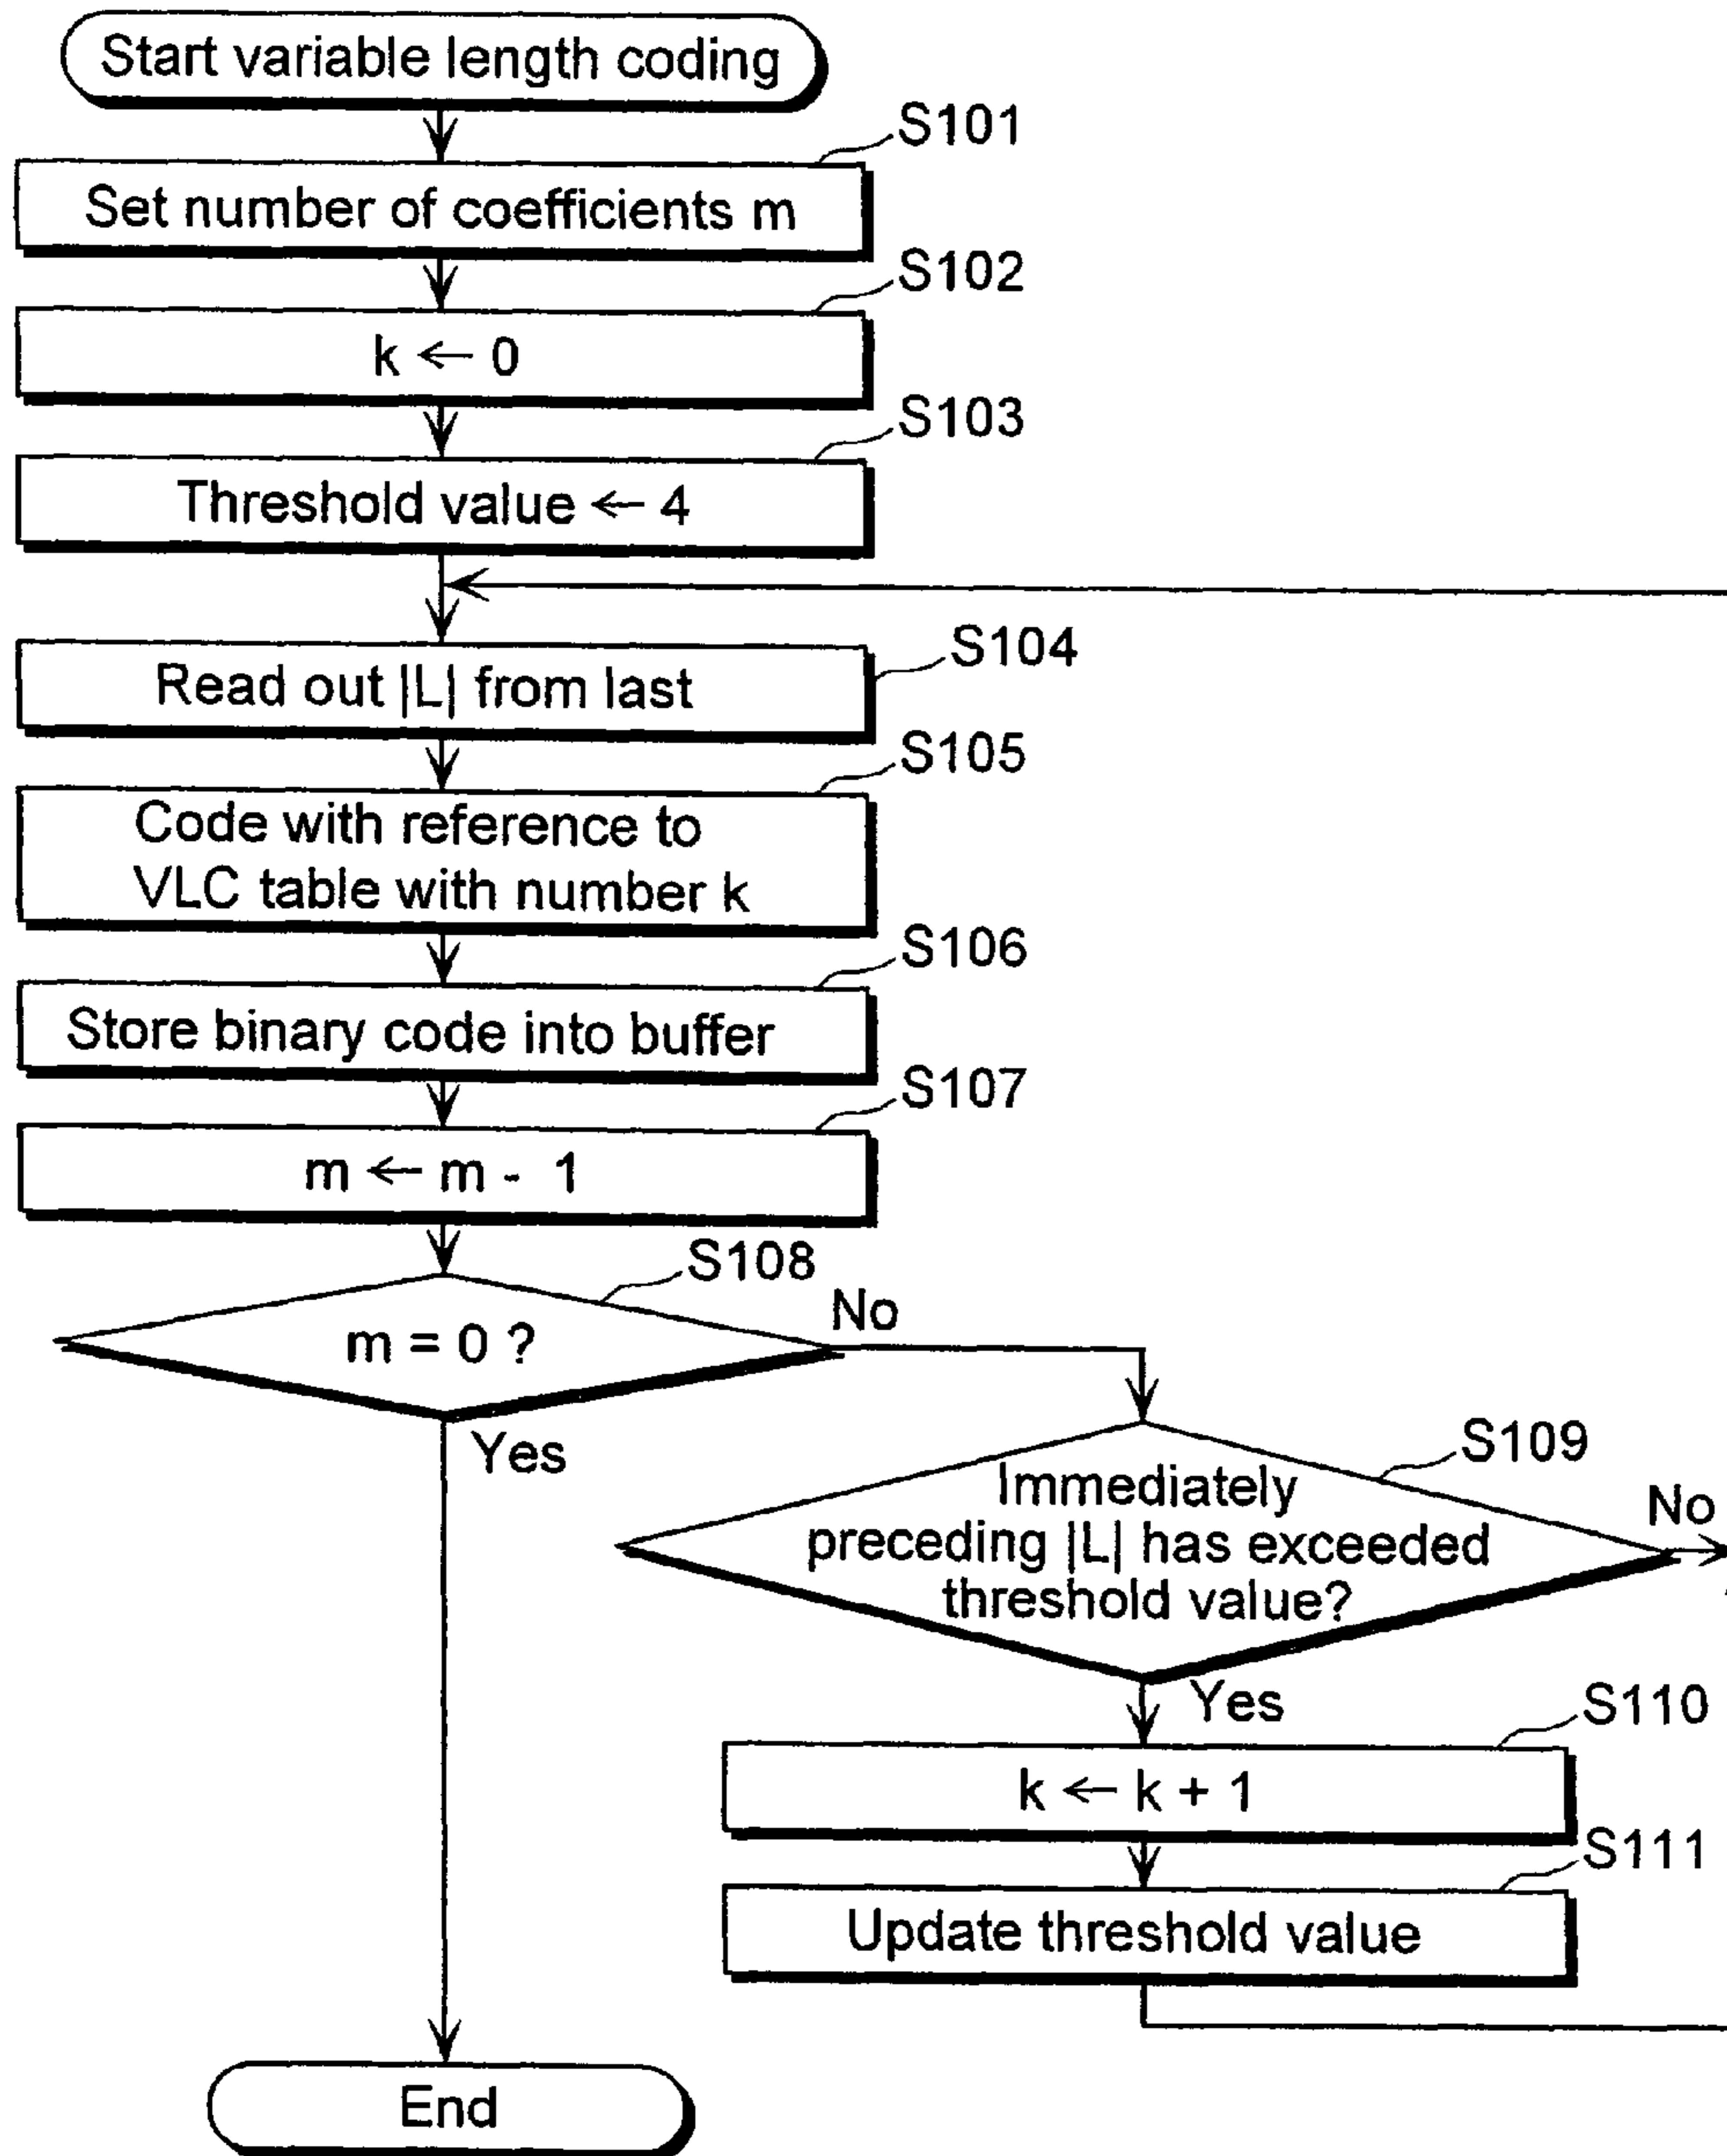 Start variable length coding
S101
Set number of coefficients m
S102
k ← 0
S103
Threshold value ← 4
S104
Read out |L| from last
S105
Code with reference to
VLC table with number k
S106
Store binary code into buffer
S107
m ← m - 1
S108
m = 0 ?
No
Yes
S109
Immediately
preceding |L| has exceeded
threshold value?
No
Yes
S110
k ← k + 1
S111
Update threshold value
End